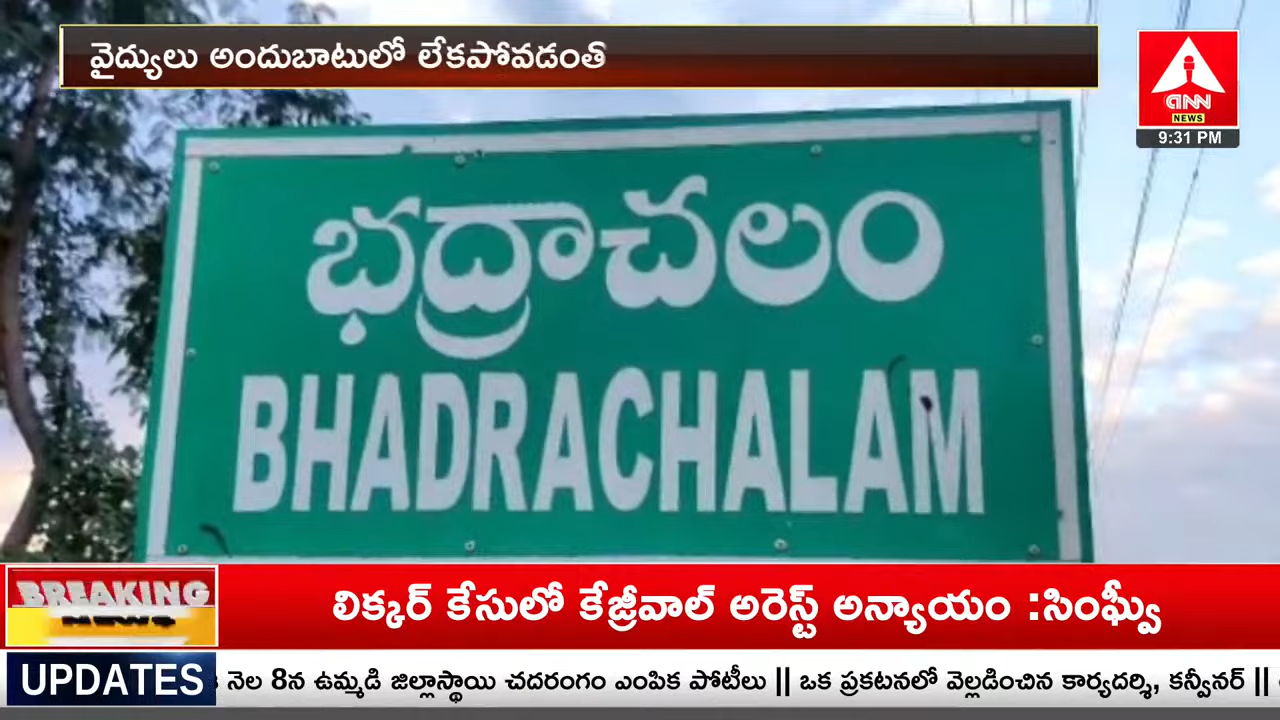 వైద్యులు అందుబాటులో లేకపోవడంతో
ANN
NEWS
9:31 PM
భద్రాచలం
BHADRACHALAM
BREAKING
NEWS
లిక్కర్ కేసులో కేజ్రీవాల్ అరెస్ట్ అన్యాయం :సింఘ్వీ
UPDATES
నెల 8న ఉమ్మడి జిల్లాస్థాయి చదరంగం ఎంపిక పోటీలు || ఒక ప్రకటనలో వెల్లడించిన కార్యదర్శి, కన్వీనర్ ||